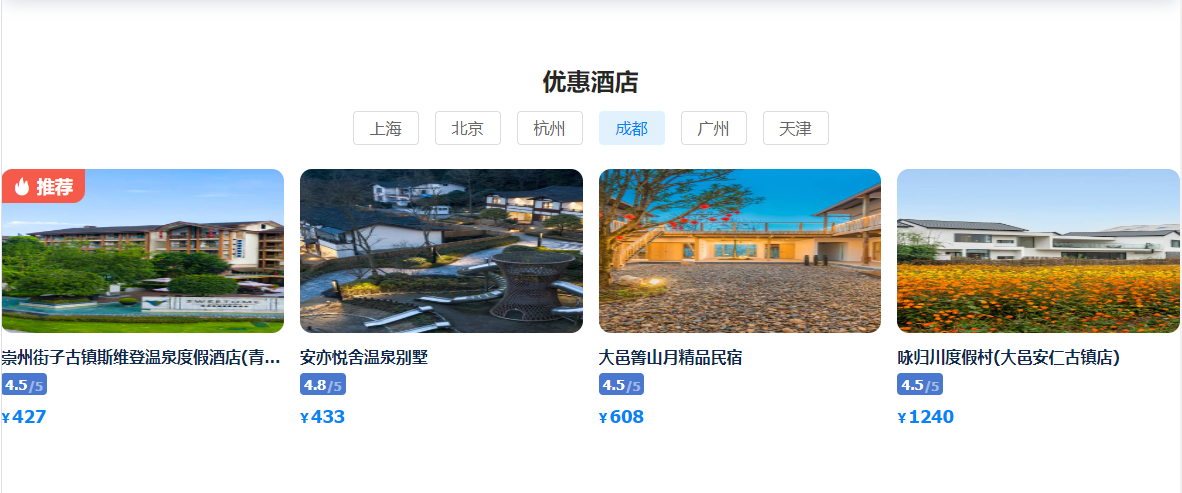 优惠酒店
上海 北京 杭州 成都 广州 天津
推荐
崇州街子古镇斯维登温泉度假酒店(青...
4.5/5
¥427
安亦悦舍温泉别墅
4.8/5
¥433
大邑箐山月精品民宿
4.5/5
¥608
咏归川度假村(大邑安仁古镇店)
4.5/5
¥1240